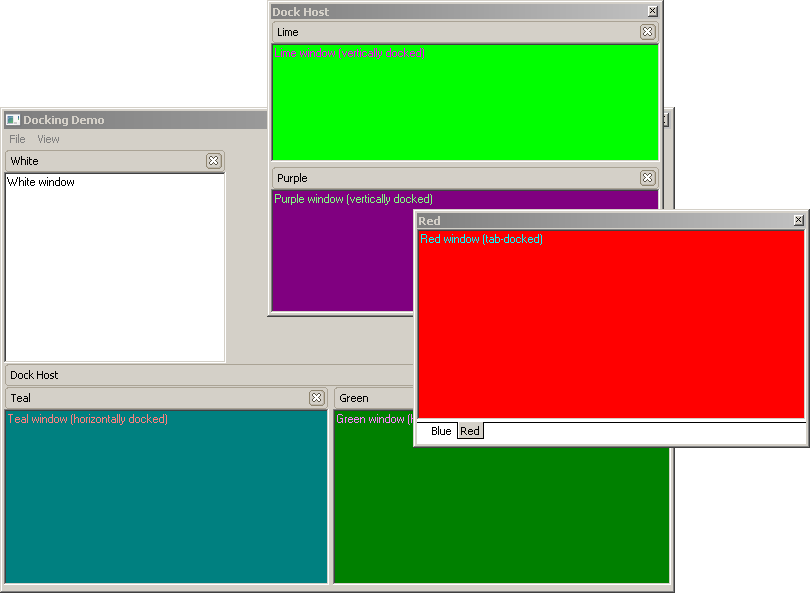 Dock Host
Lime
Lime window (vertically docked)
Docking Demo
File View
White
White window
Purple
Purple window (vertically docked)
Red
Red window (tab-docked)
Blue Red
Dock Host
Teal
Teal window (horizontally docked)
Green
Green window